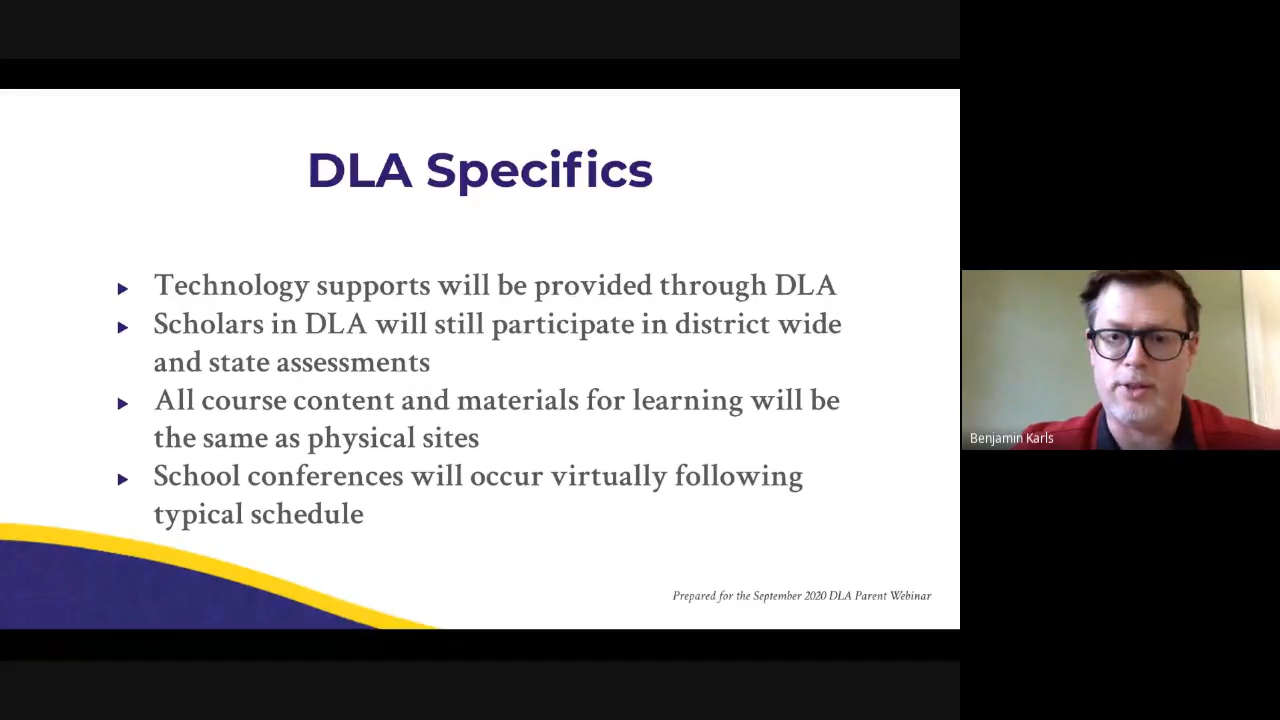 DLA Specifics
▸ Technology supports will be provided through DLA
▸ Scholars in DLA will still participate in district wide
and state assessments
▸ All course content and materials for learning will be
the same as physical sites
▸ School conferences will occur virtually following
typical schedule
Prepared for the September 2020 DLA Parent Webinar
Benjamin Karls